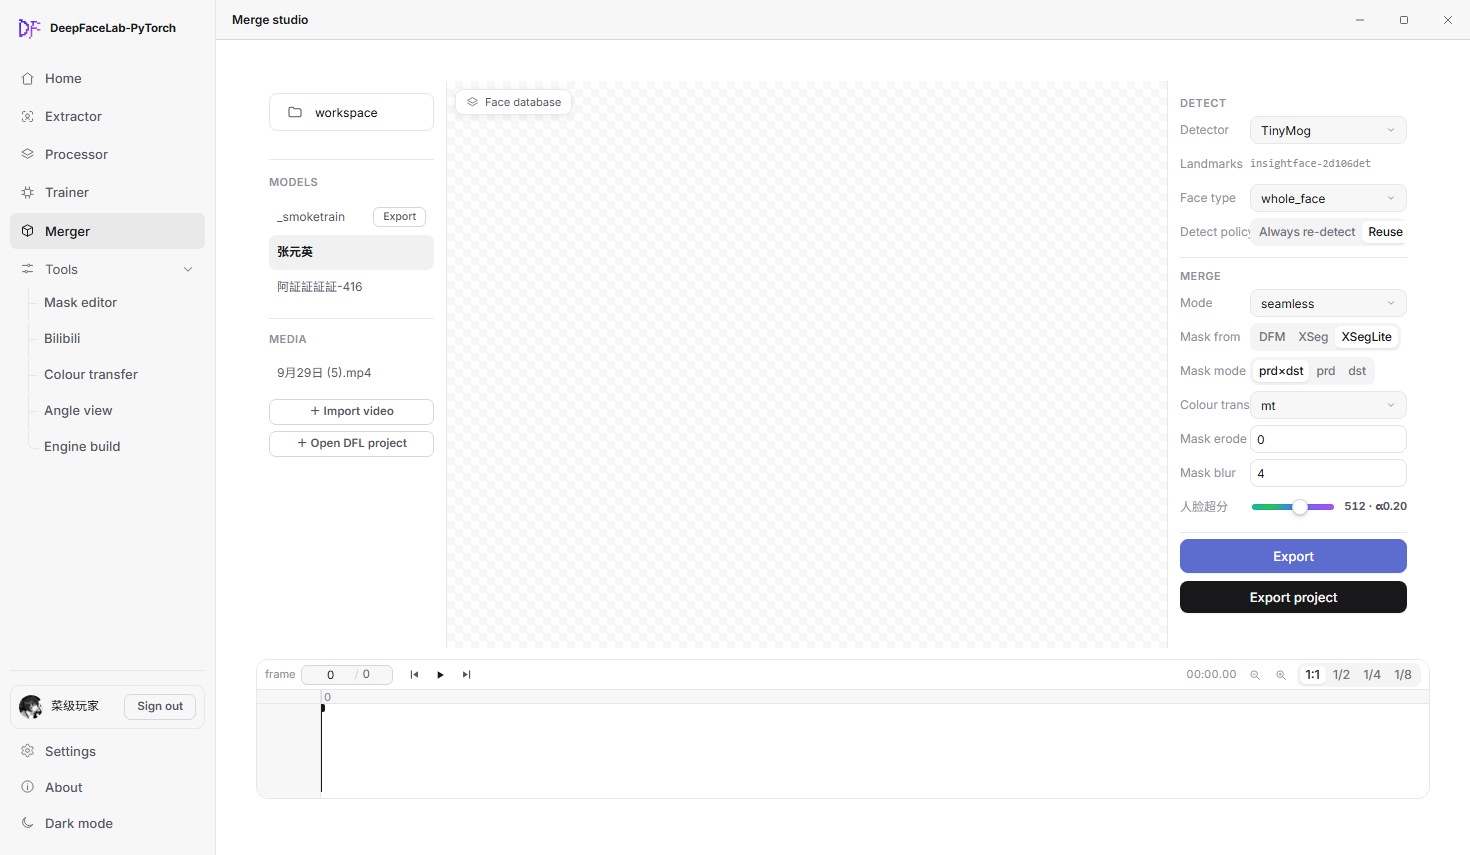 DeepFaceLab-PyTorch
Home
Extractor
Processor
Trainer
Merger
Tools
Mask editor
Bilibili
Colour transfer
Angle view
Engine build
菜级玩家
Sign out
Settings
About
Dark mode
Merge studio
workspace
MODELS
_smoketrain
Export
张元英
阿証証証証-416
MEDIA
9月29日 (5).mp4
+ Import video
+ Open DFL project
Face database
DETECT
Detector TinyMog
Landmarks insightface-2d106det
Face type whole_face
Detect policy Always re-detect Reuse
MERGE
Mode seamless
Mask from DFM XSeg XSegLite
Mask mode prd×dst prd dst
Colour trans mt
Mask erode 0
Mask blur 4
人脸超分 512 · α0.20
Export
Export project
frame 0 / 0
00:00.00 1:1 1/2 1/4 1/8
0